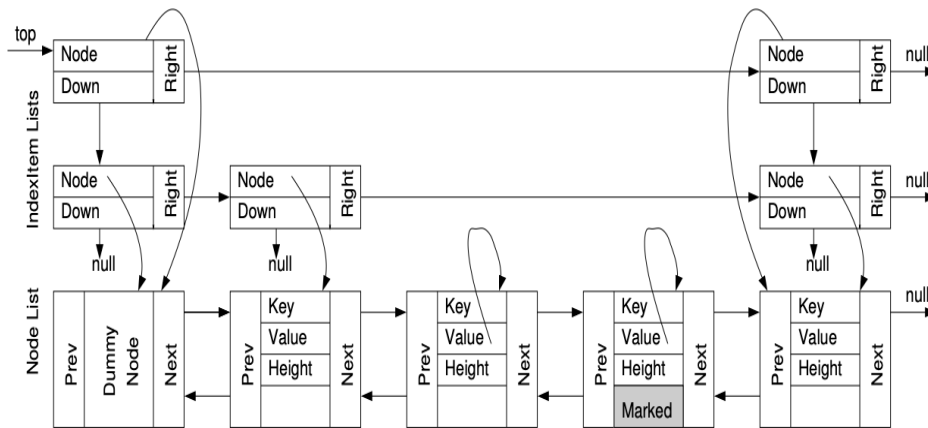 top
Node
Down
Right
Node
Down
Right
null
IndexItem Lists
Node
Down
Right
Node
Down
Right
Node
Down
Right
null
null
null
Node List
Prev
Dummy
Node
Next
Prev
Key
Value
Height
Next
Prev
Key
Value
Height
Next
Prev
Key
Value
Height
Marked
Next
Prev
Key
Value
Height
Next
null